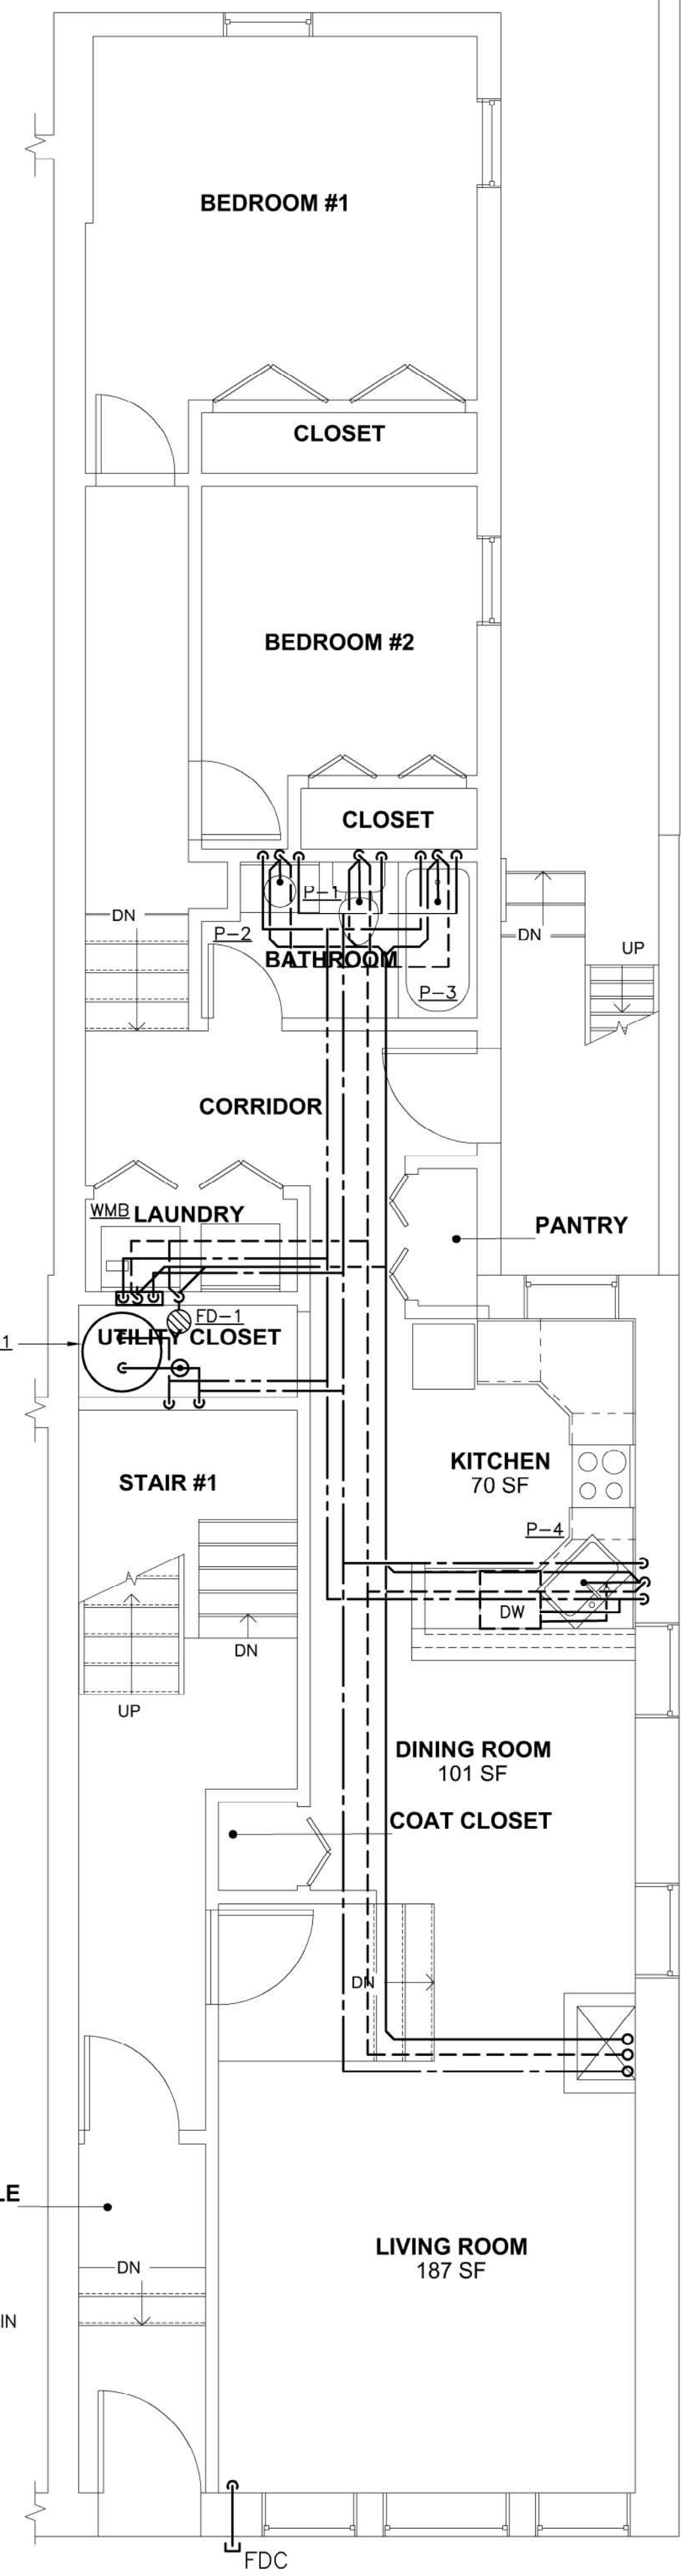 BEDROOM #1
CLOSET
BEDROOM #2
CLOSET
P-1
DN
P-2
BATHROOM
DN
UP
P-3
CORRIDOR
WMB
LAUNDRY
PANTRY
FD-1
UTILITY CLOSET
1
KITCHEN
70 SF
STAIR #1
P-4
DW
DN
UP
DINING ROOM
101 SF
COAT CLOSET
DN
LE
LIVING ROOM
187 SF
DN
IN
FDC